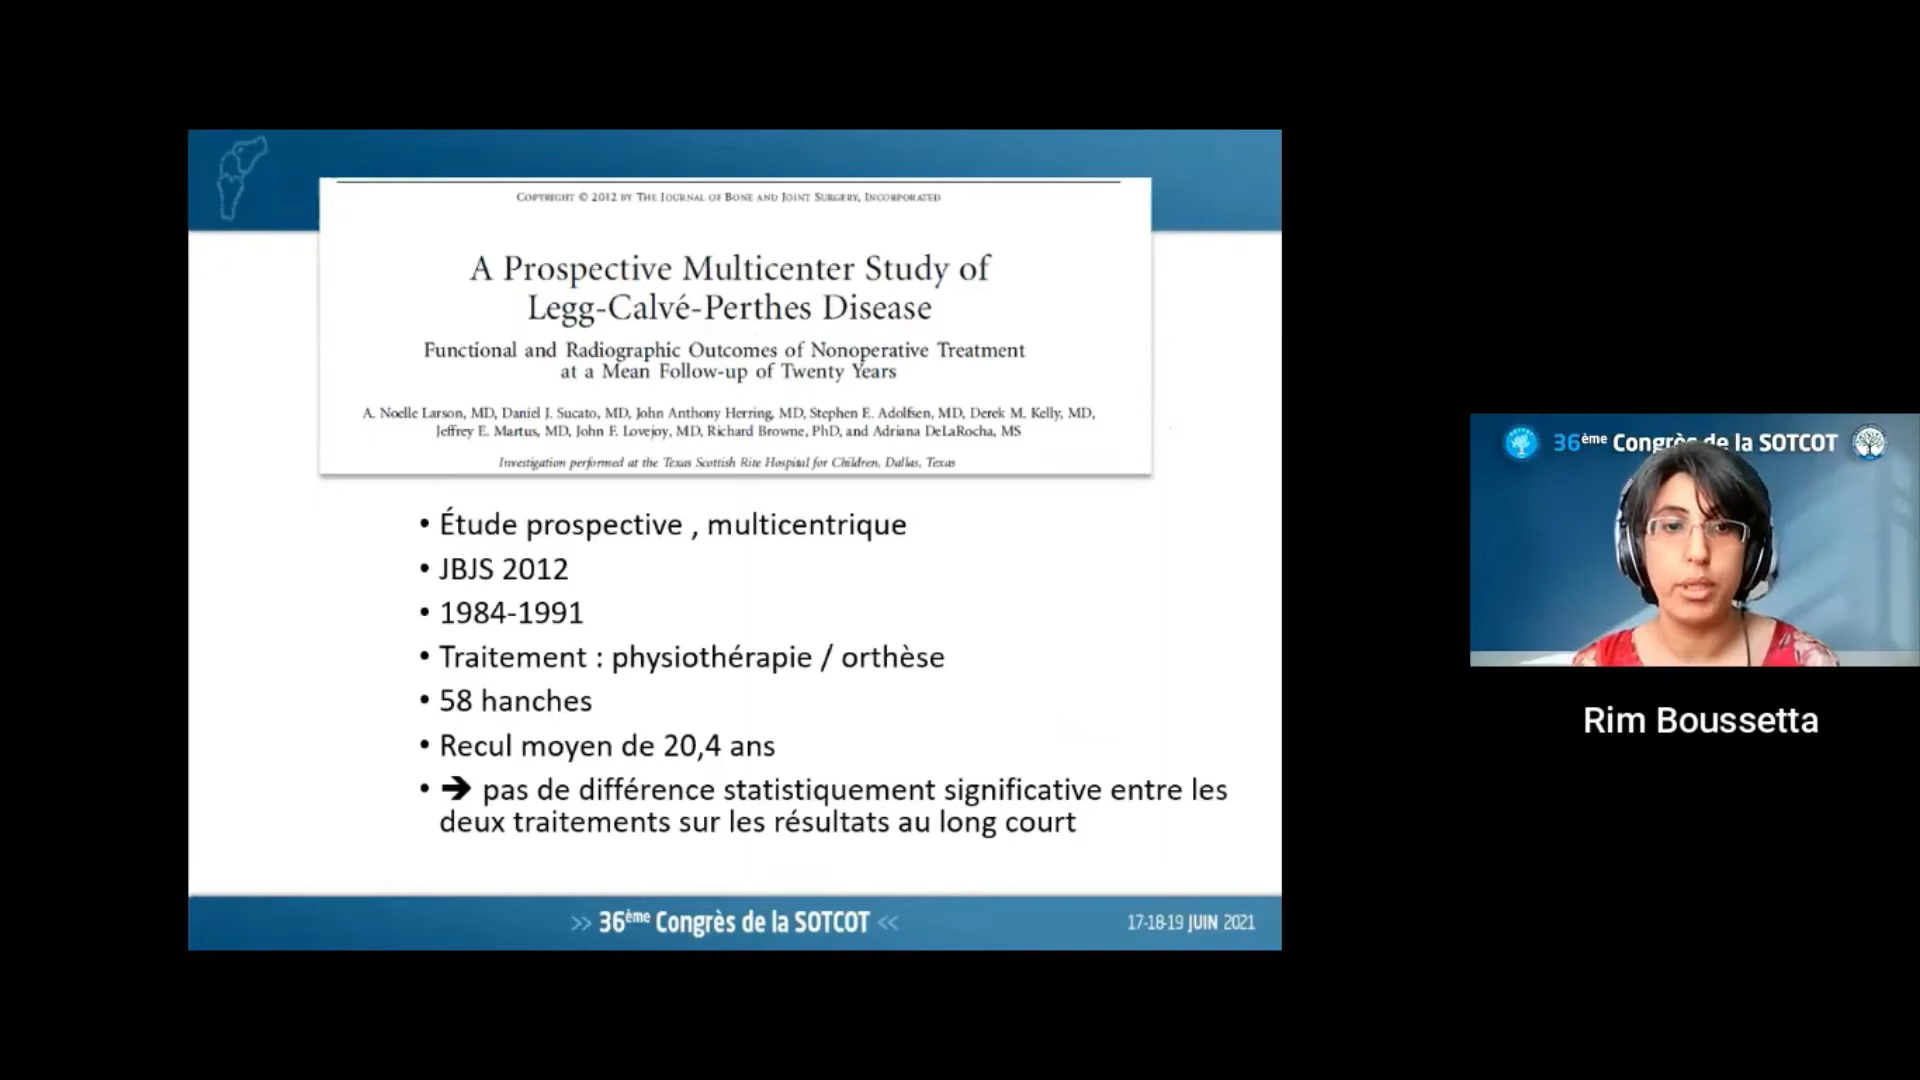 COPYRIGHT © 2012 BY THE JOURNAL OF BONE AND JOINT SURGERY, INCORPORATED
A Prospective Multicenter Study of
Legg-Calvé-Perthes Disease
Functional and Radiographic Outcomes of Nonoperative Treatment
at a Mean Follow-up of Twenty Years
A. Noelle Larson, MD, Daniel J. Sucato, MD, John Anthony Herring, MD, Stephen E. Adolfsen, MD, Derek M. Kelly, MD,
Jeffrey E. Martus, MD, John F. Lovejoy, MD, Richard Browne, PhD, and Adriana DeLaRocha, MS
Investigation performed at the Texas Scottish Rite Hospital for Children, Dallas, Texas
• Étude prospective , multicentrique
• JBJS 2012
• 1984-1991
• Traitement : physiothérapie / orthèse
• 58 hanches
• Recul moyen de 20,4 ans
• ➔ pas de différence statistiquement significative entre les
deux traitements sur les résultats au long court
>> 36ème Congrès de la SOTCOT <<
17-18-19 JUIN 2021
36ème Congrès de la SOTCOT
Rim Boussetta